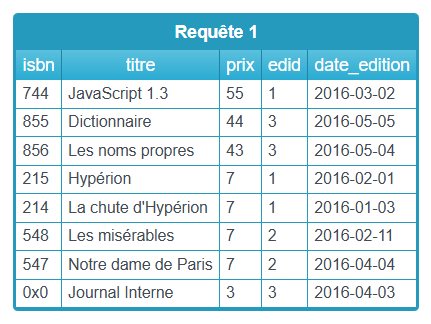 Requête 1
isbn titre prix edid date_edition
744 JavaScript 1.3 55 1 2016-03-02
855 Dictionnaire 44 3 2016-05-05
856 Les noms propres 43 3 2016-05-04
215 Hypérion 7 1 2016-02-01
214 La chute d'Hypérion 7 1 2016-01-03
548 Les misérables 7 2 2016-02-11
547 Notre dame de Paris 7 2 2016-04-04
0x0 Journal Interne 3 3 2016-04-03